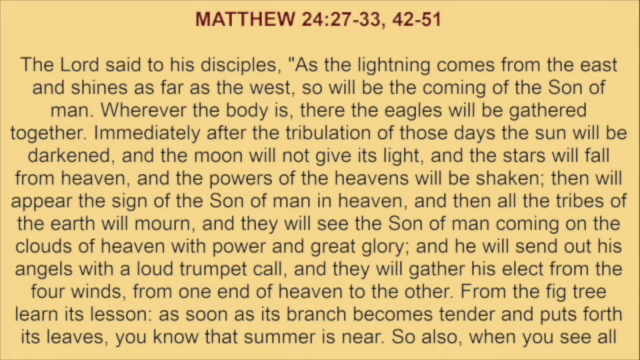 MATTHEW 24:27-33, 42-51
The Lord said to his disciples, "As the lightning comes from the east
and shines as far as the west, so will be the coming of the Son of
man. Wherever the body is, there the eagles will be gathered
together. Immediately after the tribulation of those days the sun will be
darkened, and the moon will not give its light, and the stars will fall
from heaven, and the powers of the heavens will be shaken; then will
appear the sign of the Son of man in heaven, and then all the tribes of
the earth will mourn, and they will see the Son of man coming on the
clouds of heaven with power and great glory; and he will send out his
angels with a loud trumpet call, and they will gather his elect from the
four winds, from one end of heaven to the other. From the fig tree
learn its lesson: as soon as its branch becomes tender and puts forth
its leaves, you know that summer is near. So also, when you see all